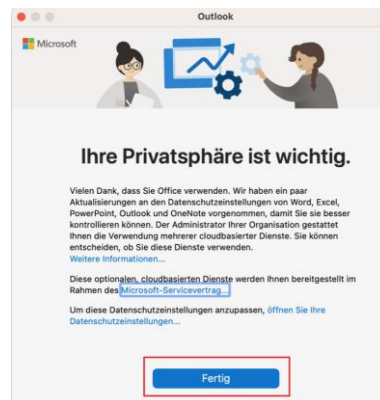 Outlook
Microsoft
Ihre Privatsphäre ist wichtig.
Vielen Dank, dass Sie Office verwenden. Wir haben ein paar
Aktualisierungen an den Datenschutzeinstellungen von Word, Excel,
PowerPoint, Outlook und OneNote vorgenommen, damit Sie sie besser
kontrollieren können. Der Administrator Ihrer Organisation gestattet
Ihnen die Verwendung mehrerer cloudbasierter Dienste. Sie können
entscheiden, ob Sie diese Dienste verwenden.
Weitere Informationen...
Diese optionalen, cloudbasierten Dienste werden Ihnen bereitgestellt im
Rahmen des Microsoft-Servicevertrag...
Um diese Datenschutzeinstellungen anzupassen, öffnen Sie Ihre
Datenschutzeinstellungen...
Fertig